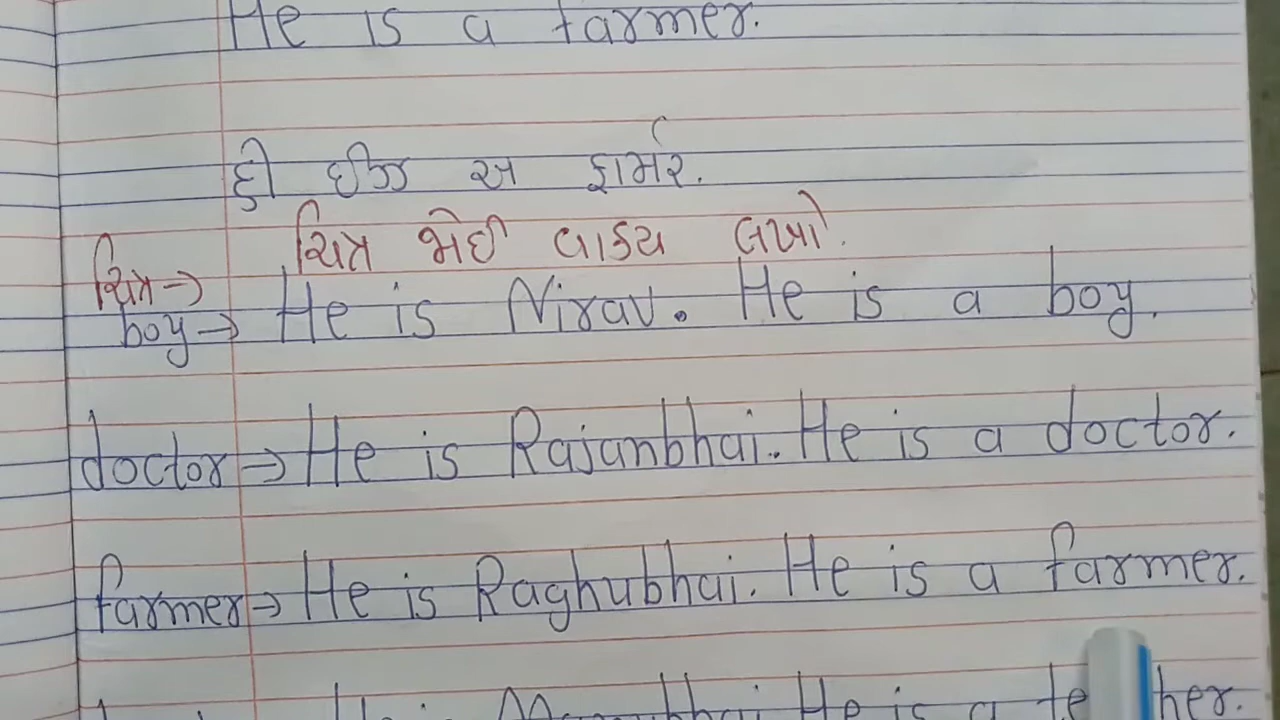 He is a farmer.
હી ઈઝ અ ફાર્મર.
ચિત્ર જોઈ વાક્ય લખો.
ચિત્ર →
boy → He is Nirav. He is a boy.
doctor → He is Rajanbhai. He is a doctor.
farmer → He is Raghubhai. He is a farmer.
He is a